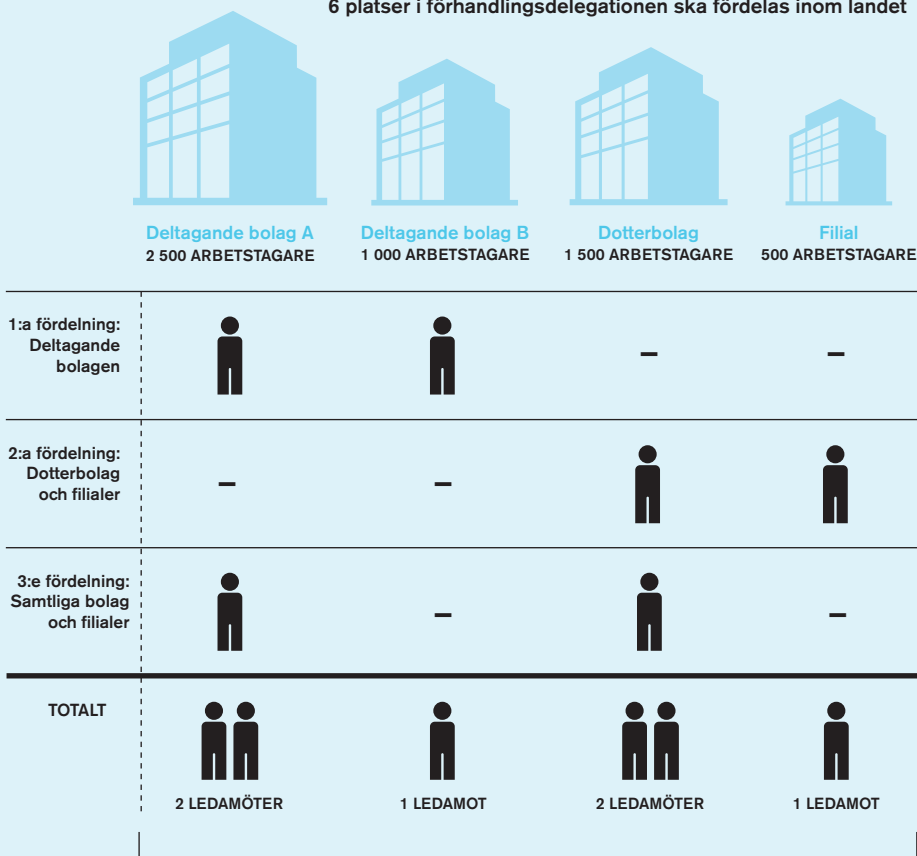 6 platser i förhandlingsdelegationen ska fördelas inom landet
Deltagande bolag A
2 500 ARBETSTAGARE
Deltagande bolag B
1 000 ARBETSTAGARE
Dotterbolag
1 500 ARBETSTAGARE
Filial
500 ARBETSTAGARE
1:a fördelning:
Deltagande
bolagen
–
–
2:a fördelning:
Dotterbolag
och filialer
–
–
3:e fördelning:
Samtliga bolag
och filialer
–
–
TOTALT
2 LEDAMÖTER
1 LEDAMOT
2 LEDAMÖTER
1 LEDAMOT